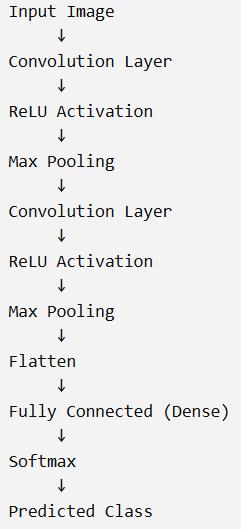 Input Image
↓
Convolution Layer
↓
ReLU Activation
↓
Max Pooling
↓
Convolution Layer
↓
ReLU Activation
↓
Max Pooling
↓
Flatten
↓
Fully Connected (Dense)
↓
Softmax
↓
Predicted Class